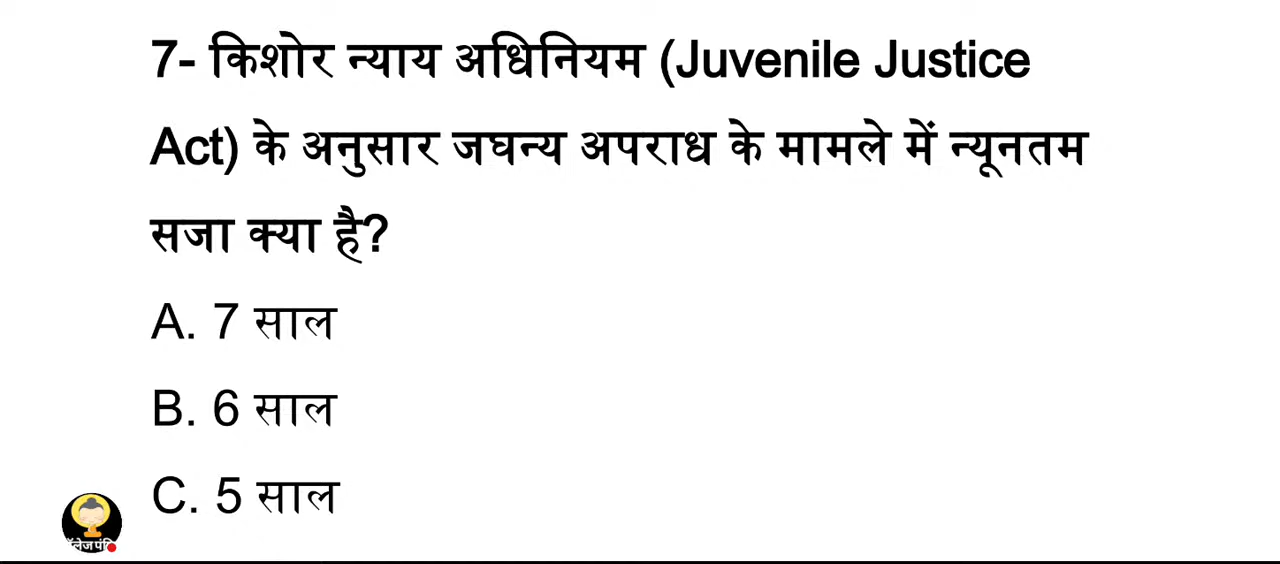 7- किशोर न्याय अधिनियम (Juvenile Justice
Act) के अनुसार जघन्य अपराध के मामले में न्यूनतम
सजा क्या है?
A. 7 साल
B. 6 साल
C. 5 साल